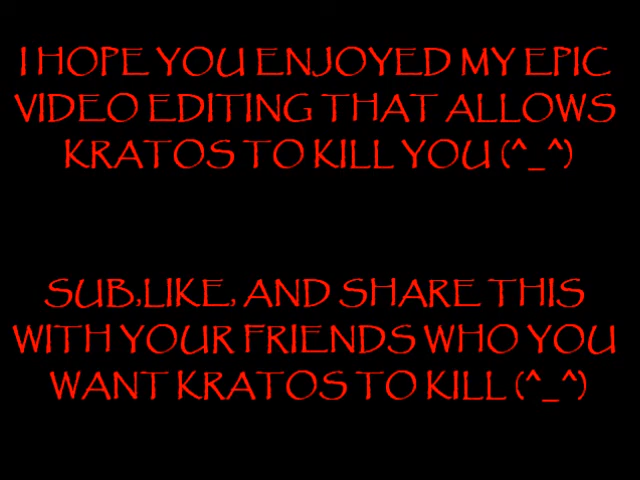 I HOPE YOU ENJOYED MY EPIC
VIDEO EDITING THAT ALLOWS
KRATOS TO KILL YOU (^_^)
SUB,LIKE, AND SHARE THIS
WITH YOUR FRIENDS WHO YOU
WANT KRATOS TO KILL (^_^)